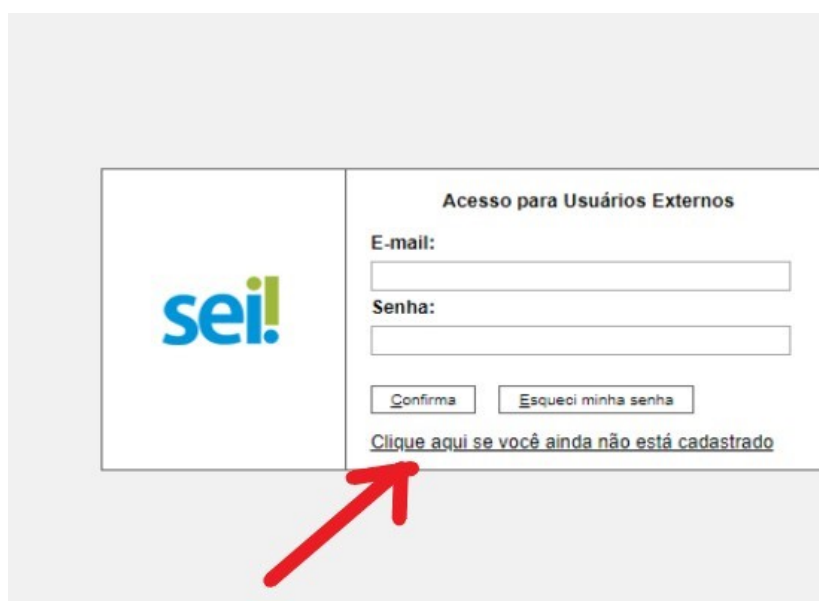 sei!
Acesso para Usuários Externos
E-mail:
Senha:
Confirma
Esqueci minha senha
Clique aqui se você ainda não está cadastrado